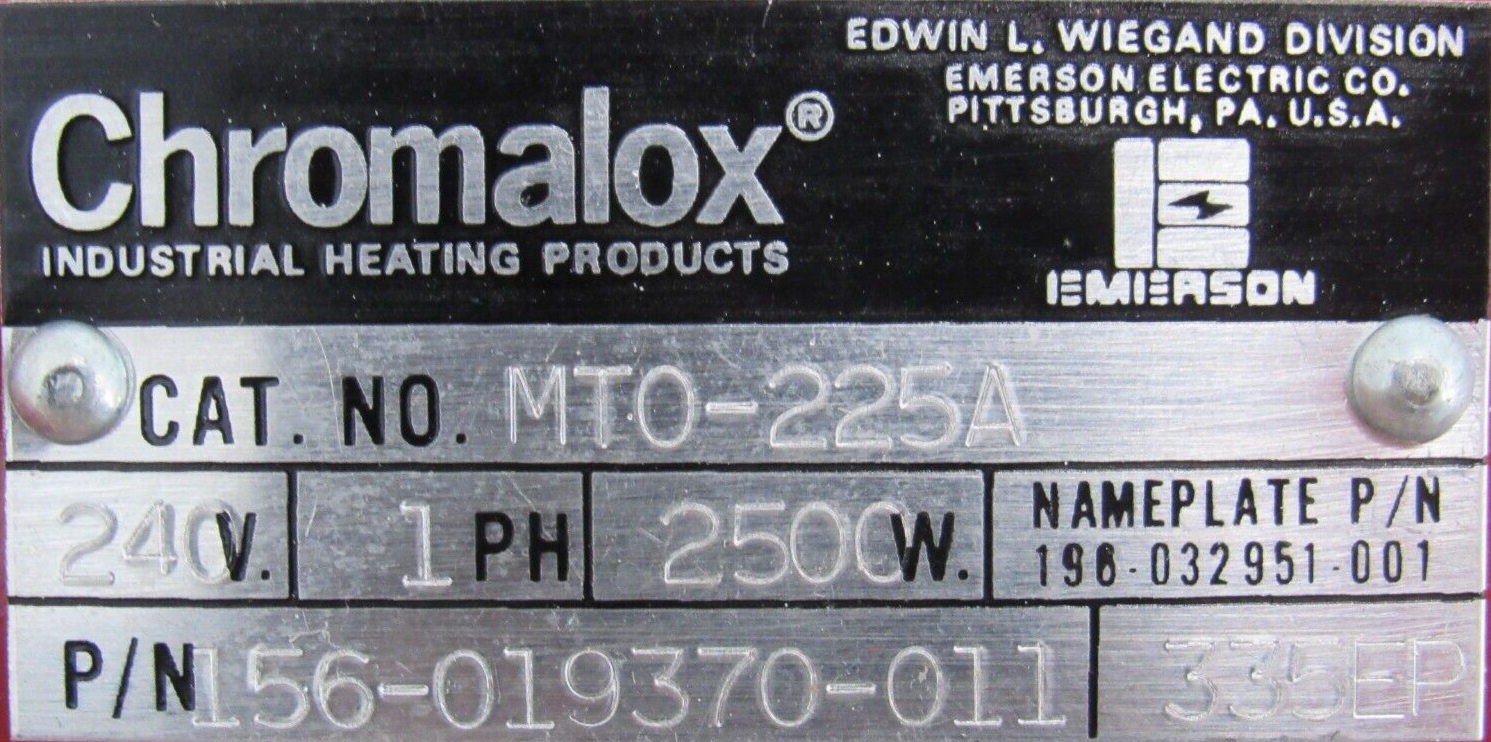 EDWIN L. WIEGAND DIVISION
EMERSON ELECTRIC CO.
PITTSBURGH, PA. U.S.A.
Chromalox®
INDUSTRIAL HEATING PRODUCTS
EMERSON
CAT. NO. MTO-225A
240V. 1 PH 2500W. NAMEPLATE P/N
196-032951-001
P/N 156-019370-011 335EP